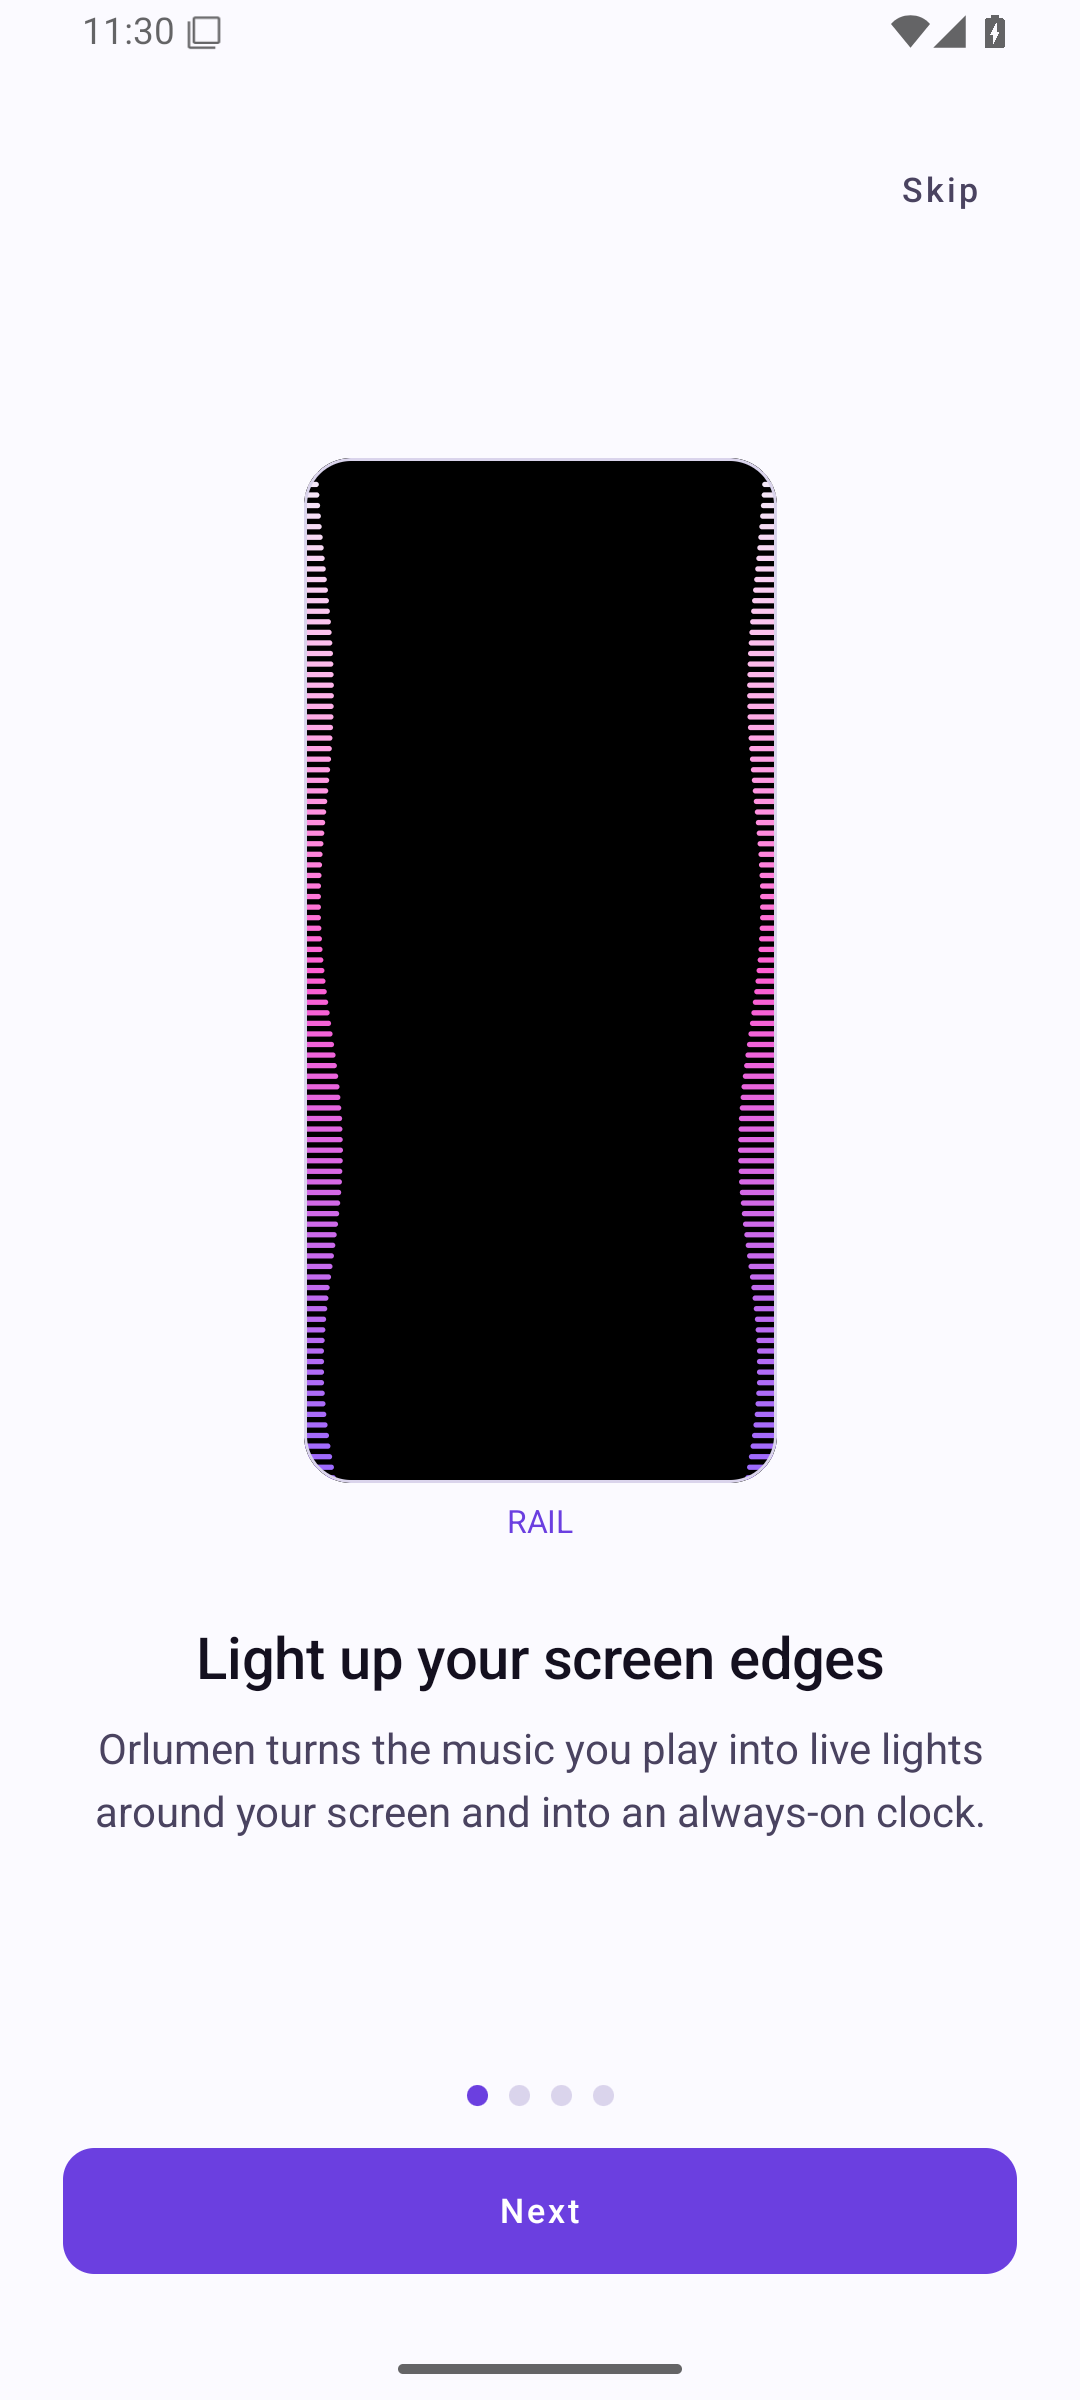 11:30
Skip
RAIL
Light up your screen edges
Orlumen turns the music you play into live lights
around your screen and into an always-on clock.
Next